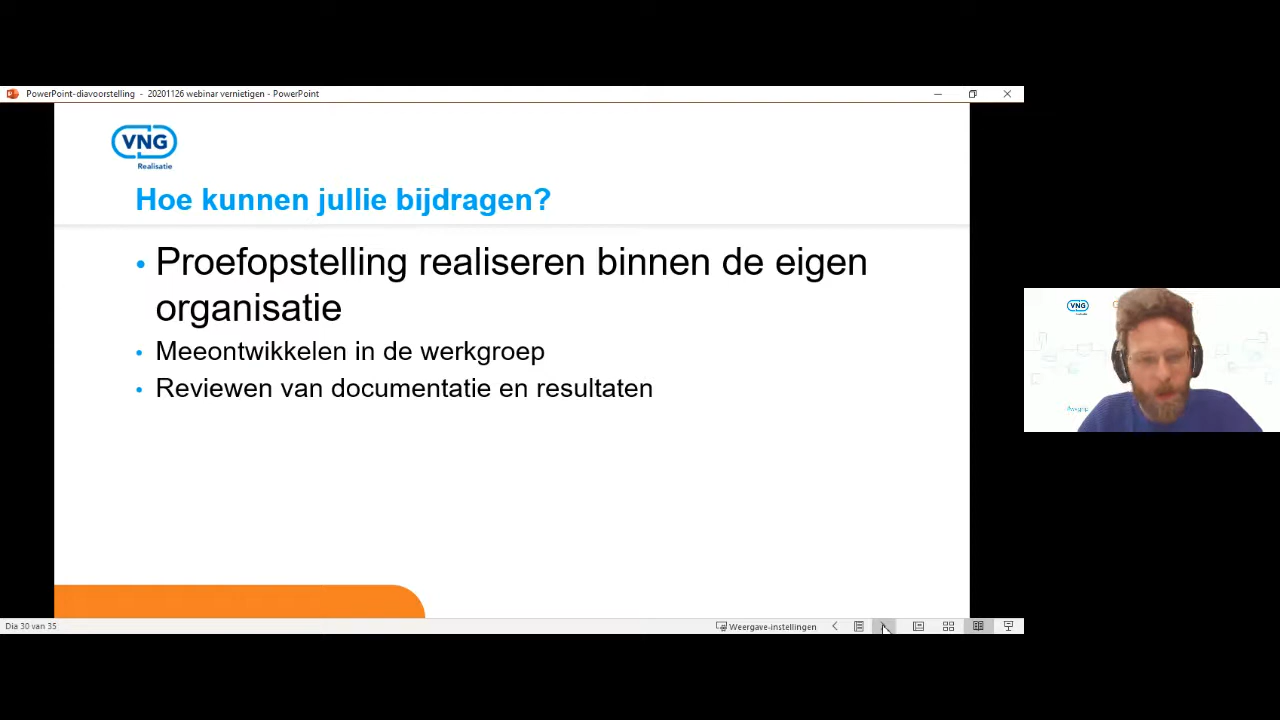 PowerPoint-diavoorstelling - 20201126 webinar vernietigen - PowerPoint
VNG
Realisatie
Hoe kunnen jullie bijdragen?
• Proefopstelling realiseren binnen de eigen
organisatie
• Meeontwikkelen in de werkgroep
• Reviewen van documentatie en resultaten
VNG
Dia 30 van 35
Weergave-instellingen